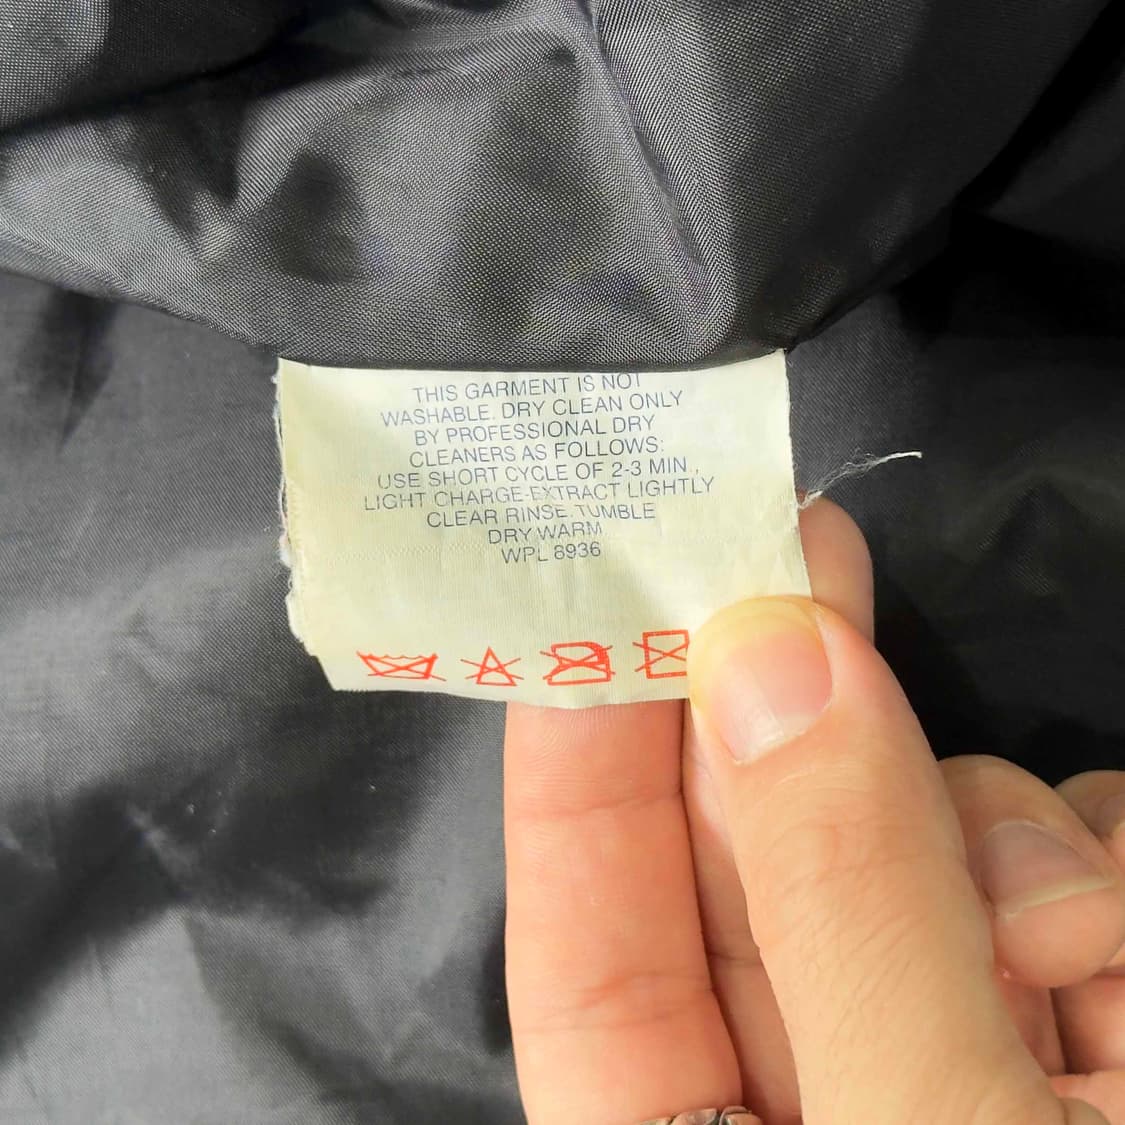 THIS GARMENT IS NOT
WASHABLE. DRY CLEAN ONLY
BY PROFESSIONAL DRY
CLEANERS AS FOLLOWS:
USE SHORT CYCLE OF 2-3 MIN.,
LIGHT CHARGE-EXTRACT LIGHTLY
CLEAR RINSE.TUMBLE
DRY WARM
WPL 8936